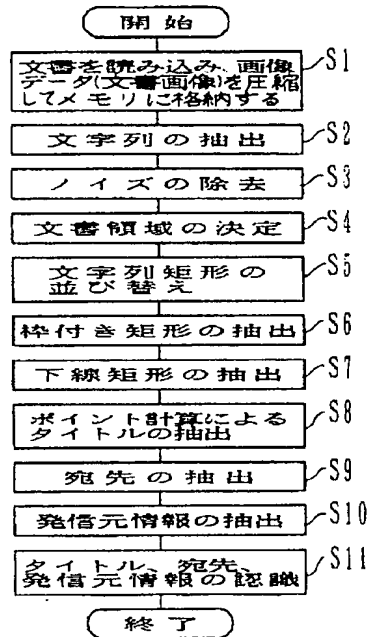 開始
文書を読み込み、画像
データ(文書画像)を圧縮
してメモリに格納する
S1
文字列の抽出
S2
ノイズの除去
S3
文書領域の決定
S4
文字列矩形の
並び替え
S5
枠付き矩形の抽出
S6
下線矩形の抽出
S7
ポイント計算による
タイトルの抽出
S8
宛先の抽出
S9
発信元情報の抽出
S10
タイトル、宛先、
発信元情報の認識
S11
終了